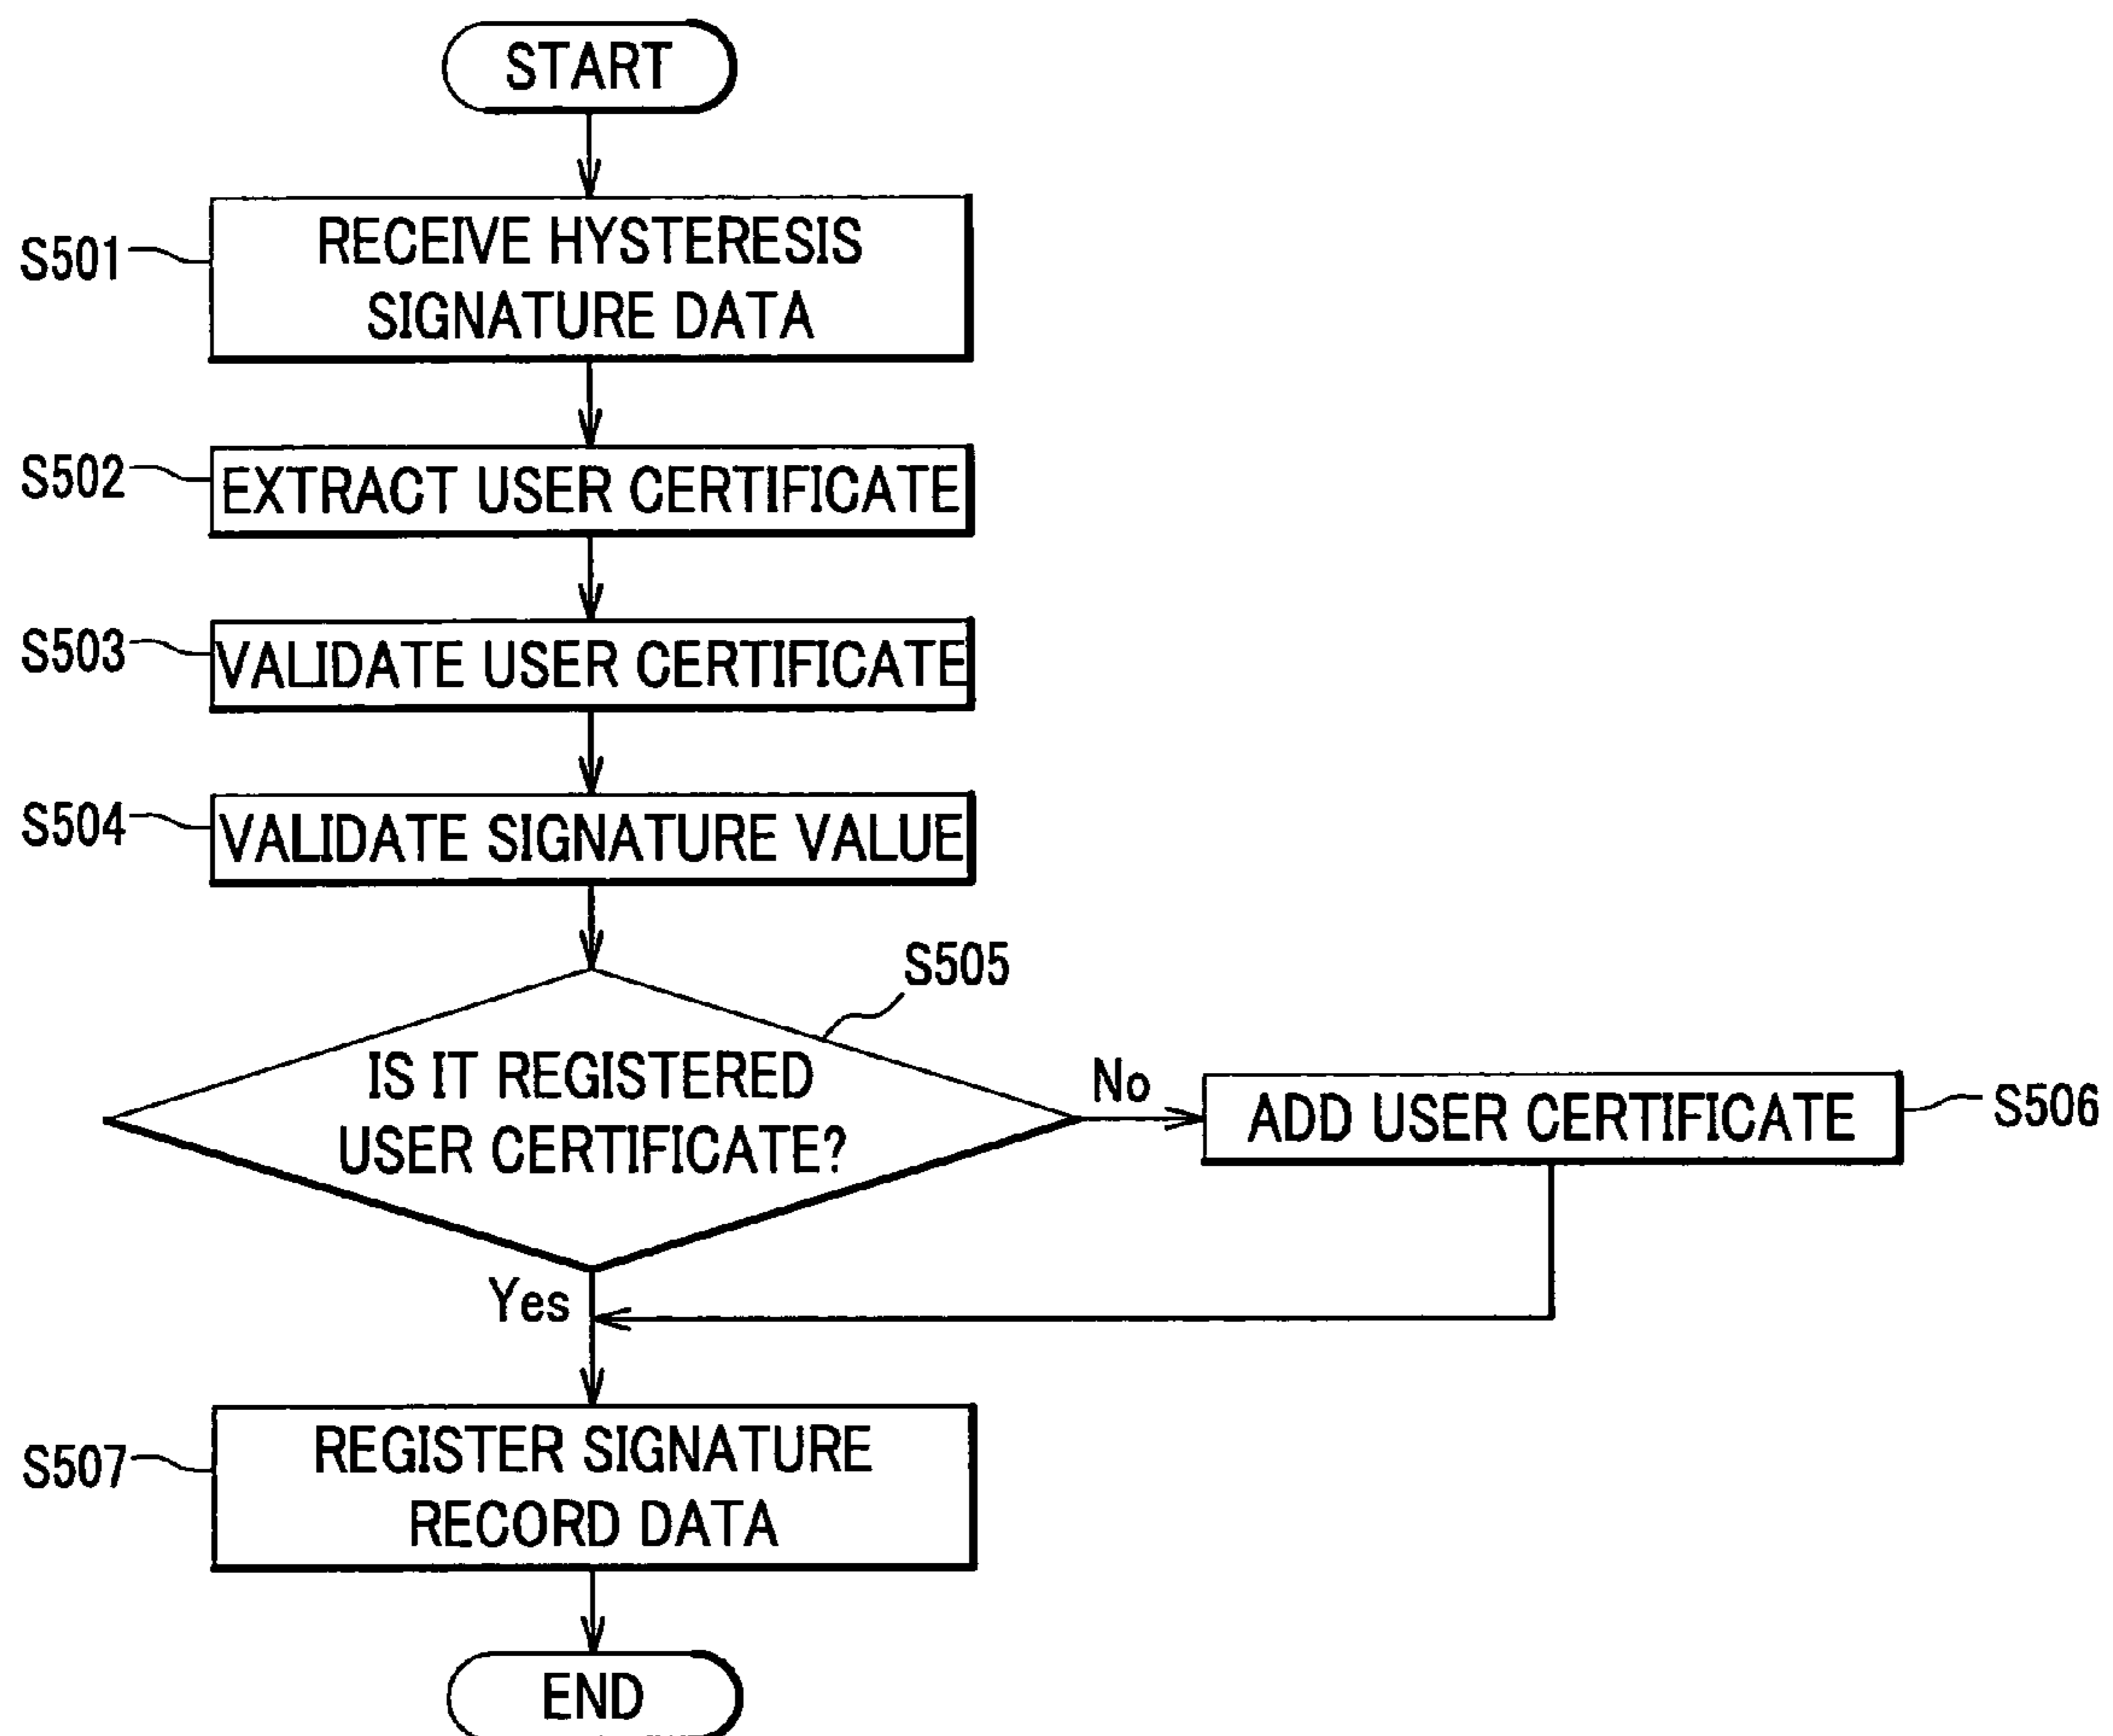 START
S501
RECEIVE HYSTERESIS
SIGNATURE DATA
S502
EXTRACT USER CERTIFICATE
S503
VALIDATE USER CERTIFICATE
S504
VALIDATE SIGNATURE VALUE
S505
IS IT REGISTERED
USER CERTIFICATE?
No
ADD USER CERTIFICATE
S506
Yes
S507
REGISTER SIGNATURE
RECORD DATA
END